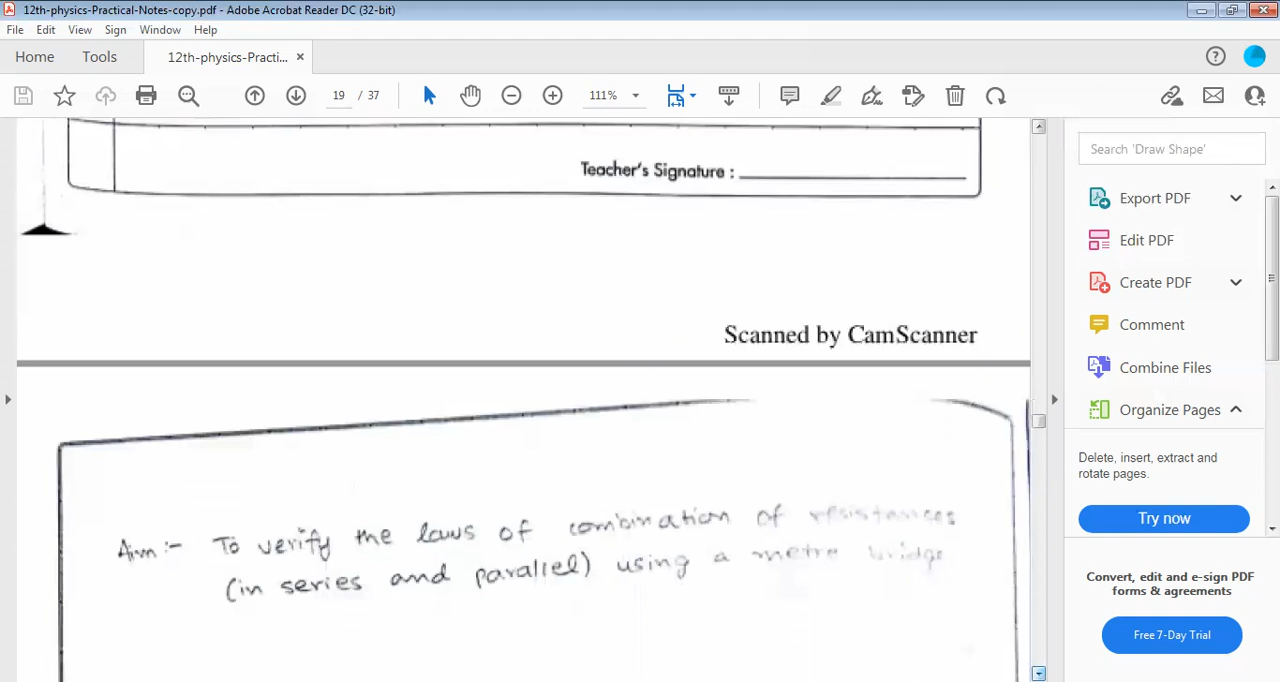 12th-physics-Practical-Notes-copy.pdf - Adobe Acrobat Reader DC (32-bit)
File Edit View Sign Window Help
Home Tools 12th-physics-Practi... ×
19 / 37 111%
Teacher's Signature :
Scanned by CamScanner
Aim:- To verify the laws of combination of resistances
(in series and parallel) using a metre bridge
Search 'Draw Shape'
Export PDF
Edit PDF
Create PDF
Comment
Combine Files
Organize Pages
Delete, insert, extract and
rotate pages.
Try now
Convert, edit and e-sign PDF
forms & agreements
Free 7-Day Trial